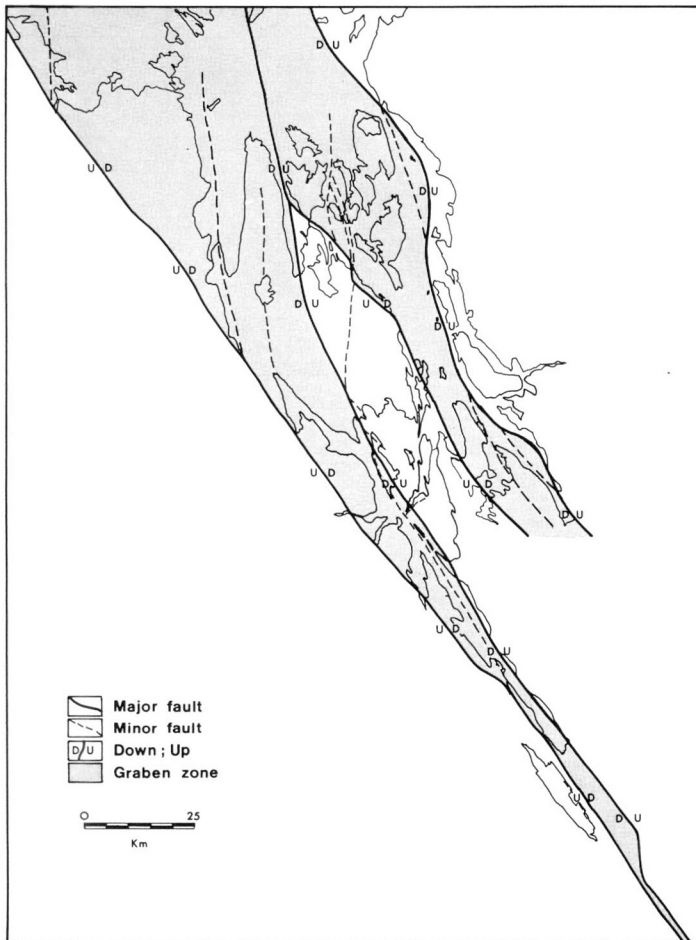 D U
U D
D U
D U
U D
D U
U D
D U
U D
D U
U D
D U
U D
D U
Major fault
Minor fault
D U Down ; Up
Graben zone
U D
D U
0 25
Km